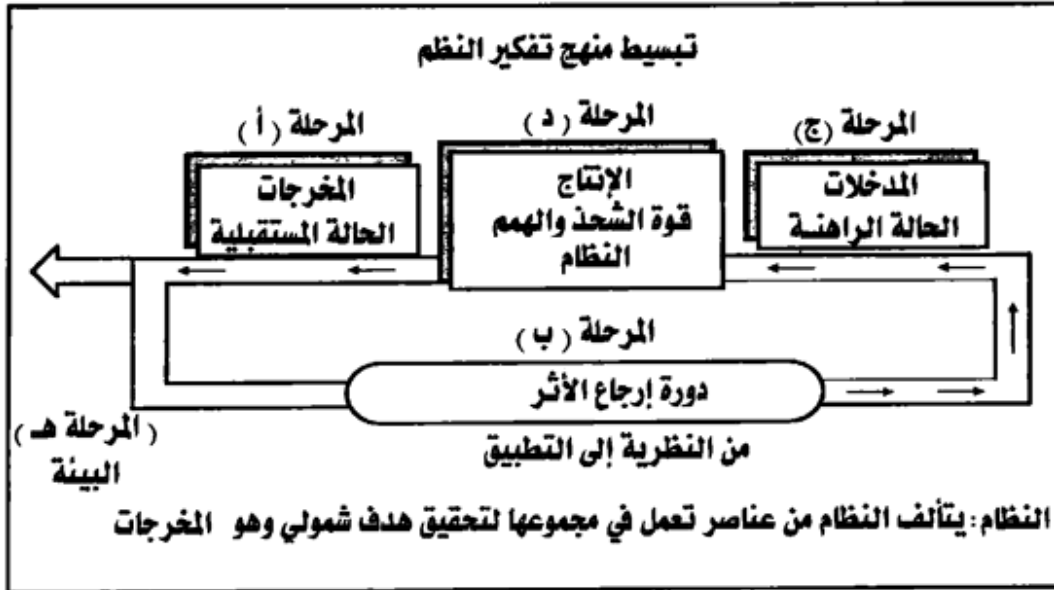 تبسيط منهج تفكير النظم
المرحلة (ج)
المدخلات
الحالة الراهنـة
المرحلة (د)
الإنتاج
قوة الشحذ والهمم
النظام
المرحلة (أ)
المخرجات
الحالة المستقبلية
المرحلة (ب)
دورة إرجاع الأثر
من النظرية إلى التطبيق
(المرحلة هـ)
البيئة
النظام: يتألف النظام من عناصر تعمل في مجموعها لتحقيق هدف شمولي وهو المخرجات